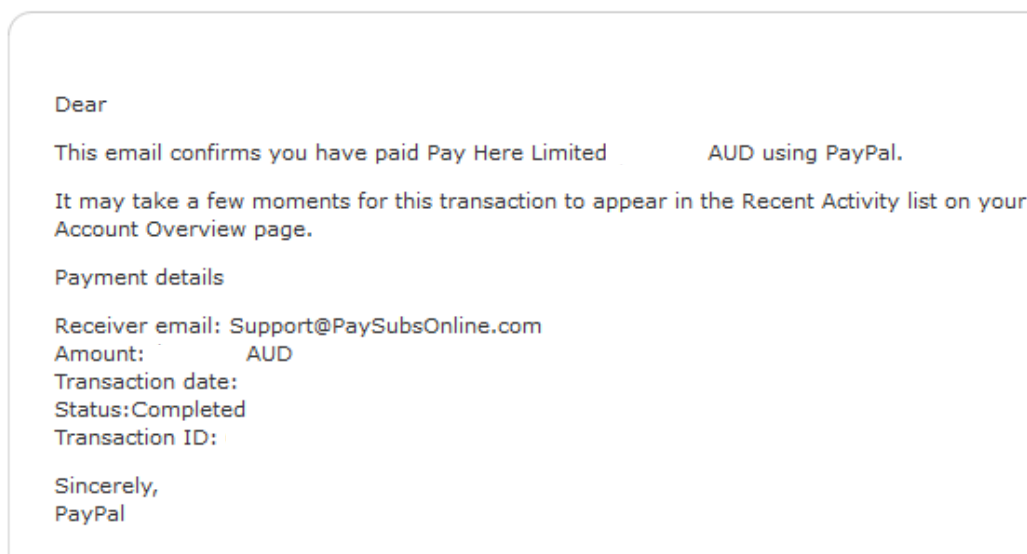 Dear
This email confirms you have paid Pay Here Limited AUD using PayPal.
It may take a few moments for this transaction to appear in the Recent Activity list on your
Account Overview page.
Payment details
Receiver email: Support@PaySubsOnline.com
Amount: AUD
Transaction date:
Status:Completed
Transaction ID:
Sincerely,
PayPal